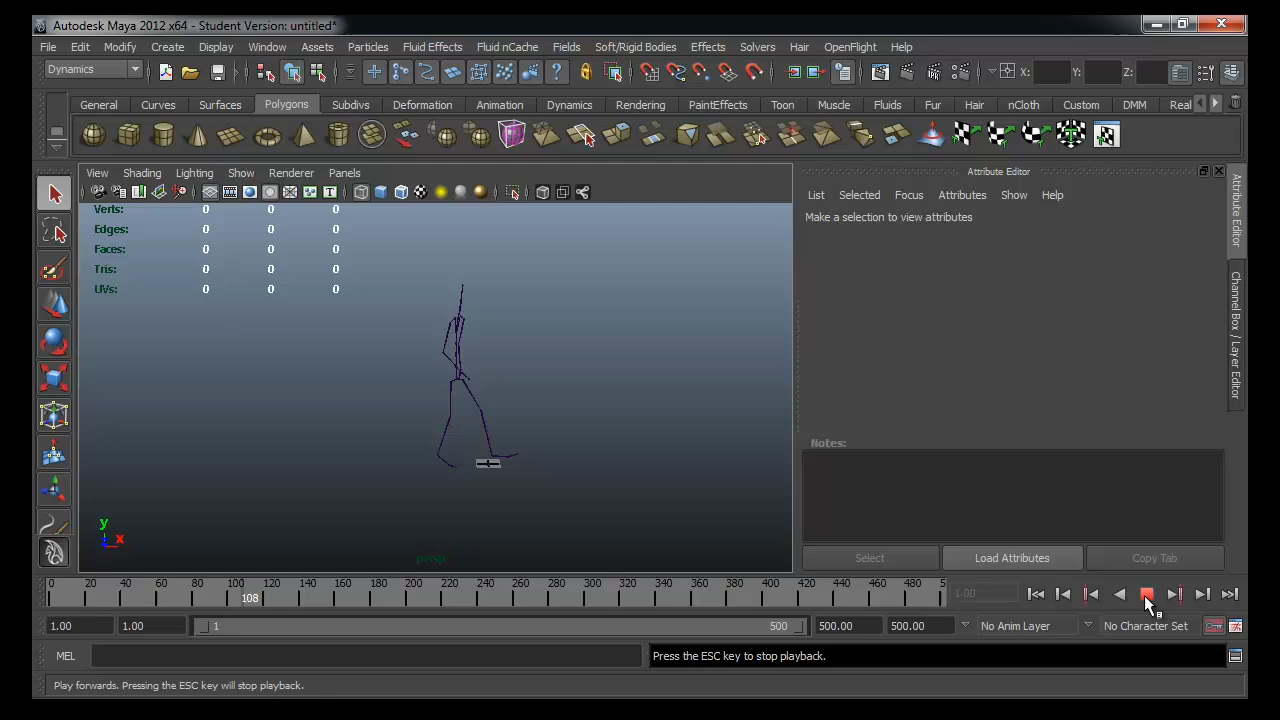 Autodesk Maya 2012 x64 - Student Version: untitled*
File Edit Modify Create Display Window Assets Particles Fluid Effects Fluid nCache Fields Soft/Rigid Bodies Effects Solvers Hair OpenFlight Help
Dynamics X: Y: Z:
General Curves Surfaces Polygons Subdivs Deformation Animation Dynamics Rendering PaintEffects Toon Muscle Fluids Fur Hair nCloth Custom DMM Real
View Shading Lighting Show Renderer Panels
Attribute Editor
List Selected Focus Attributes Show Help
Make a selection to view attributes
Verts: 0 0 0
Edges: 0 0 0
Faces: 0 0 0
Tris: 0 0 0
UVs: 0 0 0
Attribute Editor
Channel Box / Layer Editor
Notes:
y
x
persp
Select Load Attributes Copy Tab
0 20 40 60 80 100 120 140 160 180 200 220 240 260 280 300 320 340 360 380 400 420 440 460 480 5
108
1.00
1.00 1.00 1 500 500.00 500.00 No Anim Layer No Character Set
MEL Press the ESC key to stop playback.
Play forwards. Pressing the ESC key will stop playback.